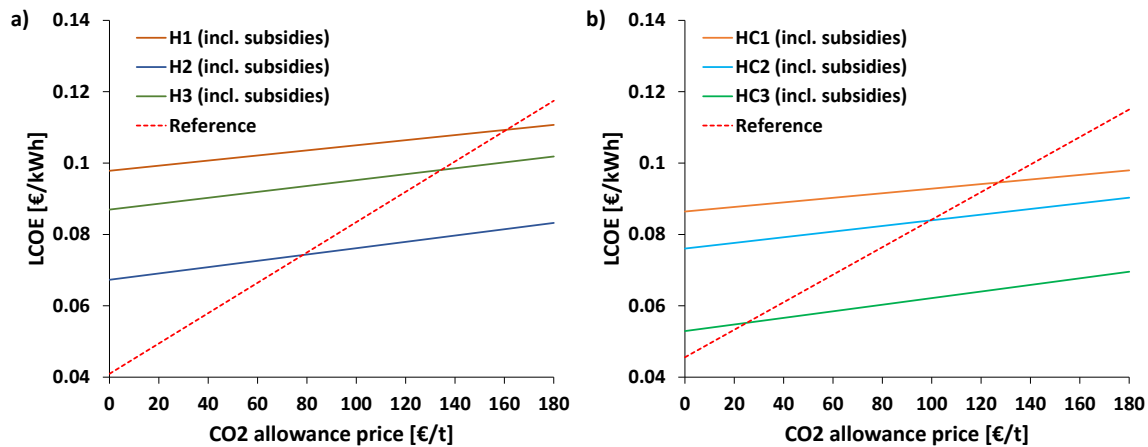 a)
LCOE [€/kWh]
0.14
0.12
0.1
0.08
0.06
0.04
H1 (incl. subsidies)
H2 (incl. subsidies)
H3 (incl. subsidies)
Reference
0 20 40 60 80 100 120 140 160 180
CO2 allowance price [€/t]
b)
LCOE [€/kWh]
0.14
0.12
0.1
0.08
0.06
0.04
HC1 (incl. subsidies)
HC2 (incl. subsidies)
HC3 (incl. subsidies)
Reference
0 20 40 60 80 100 120 140 160 180
CO2 allowance price [€/t]